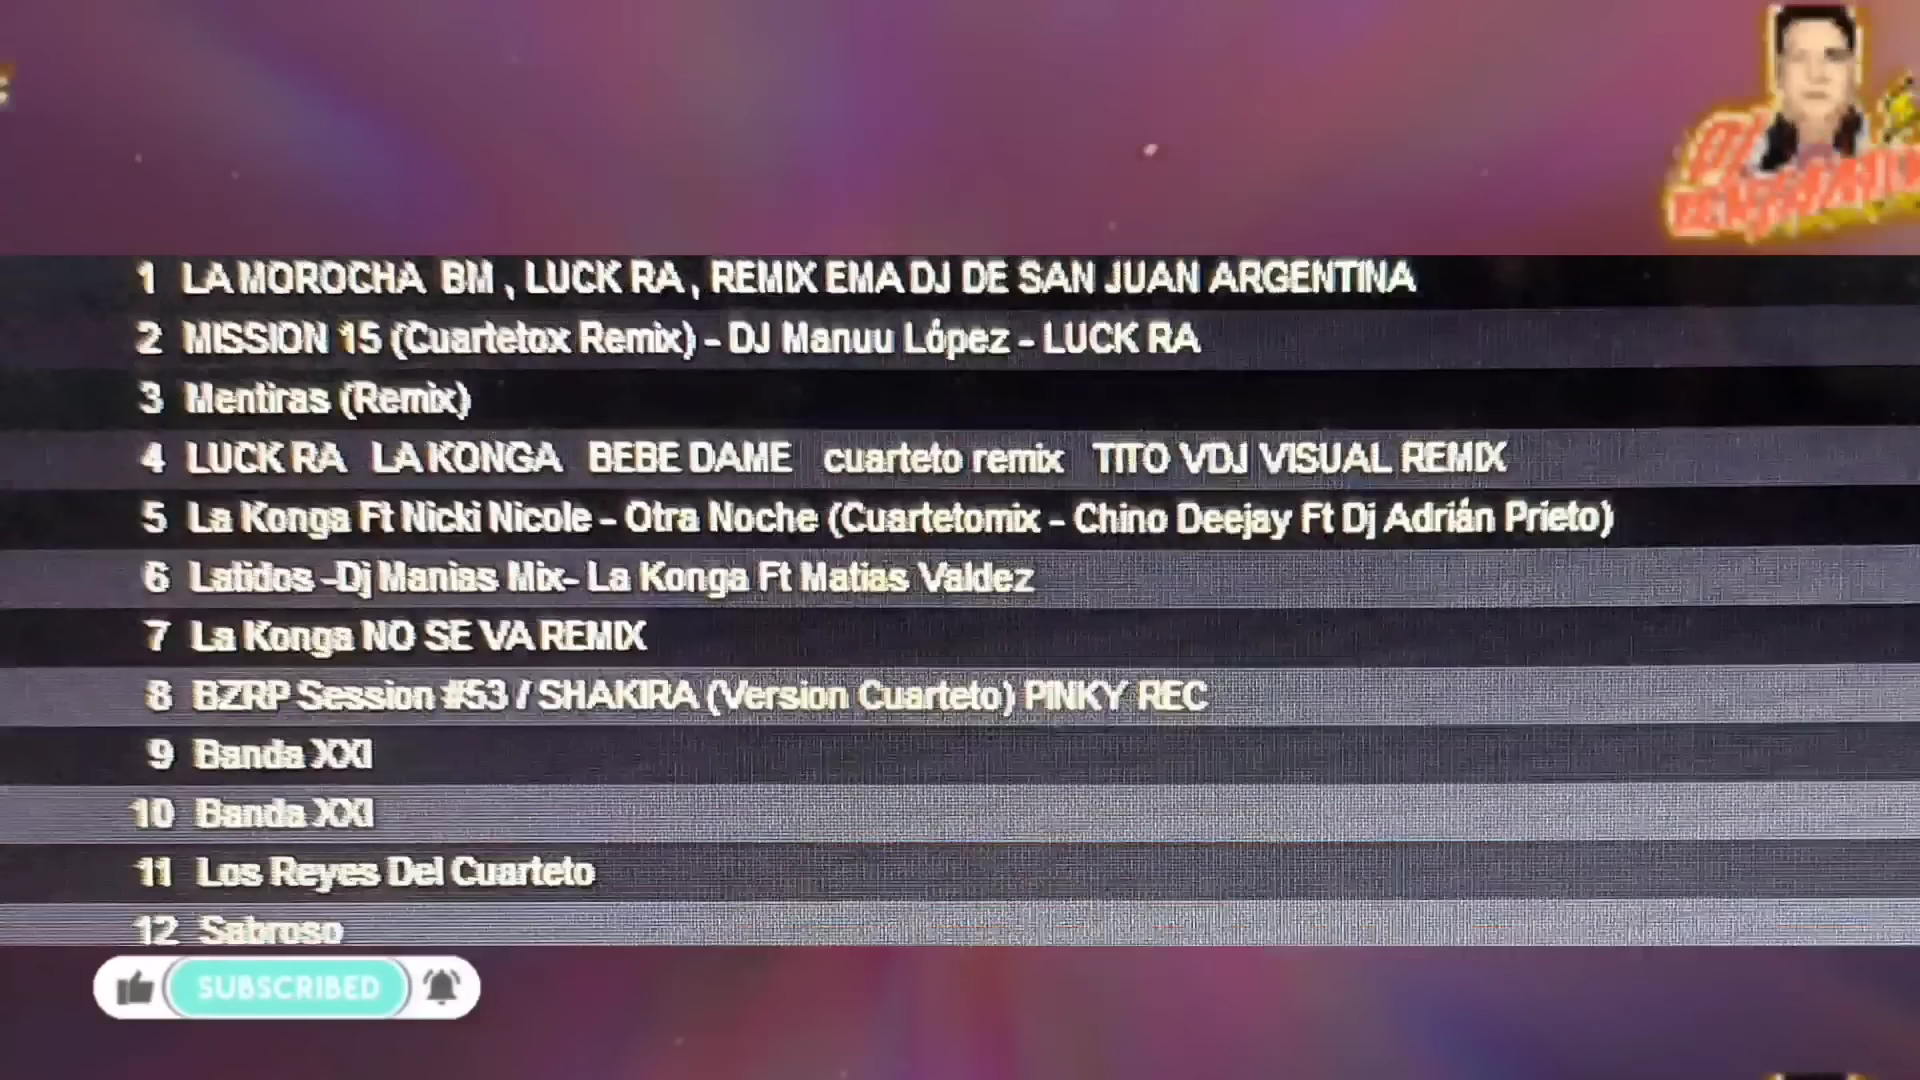 1 LA MOROCHA BM , LUCK RA , REMIX EMA DJ DE SAN JUAN ARGENTINA
2 MISSION 15 (Cuartetox Remix) - DJ Manuu López - LUCK RA
3 Mentiras (Remix)
4 LUCK RA LA KONGA BEBE DAME cuarteto remix TITO VDJ VISUAL REMIX
5 La Konga Ft Nicki Nicole - Otra Noche (Cuartetomix - Chino Deejay Ft Dj Adrián Prieto)
6 Latidos -Dj Manias Mix- La Konga Ft Matias Valdez
7 La Konga NO SE VA REMIX
8 BZRP Session #53 / SHAKIRA (Version Cuarteto) PINKY REC
9 Banda XXI
10 Banda XXI
11 Los Reyes Del Cuarteto
12 Sabroso
SUBSCRIBED